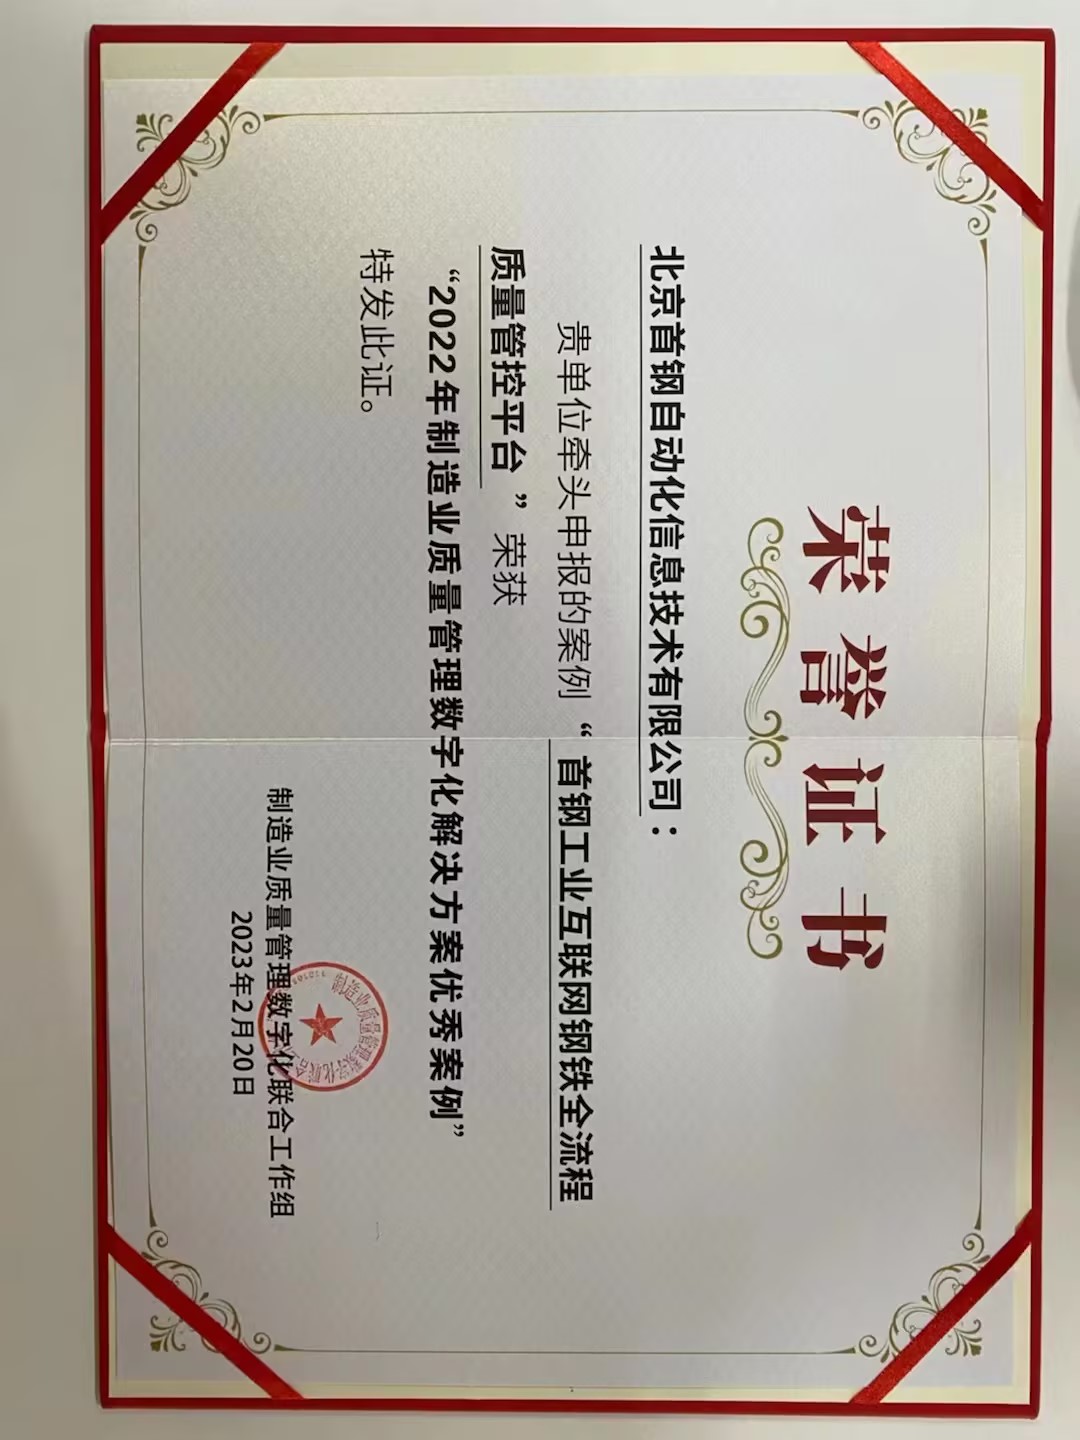 荣誉证书
北京首钢自动化信息技术有限公司：
贵单位牵头申报的案例“首钢工业互联网钢铁全流程
质量管控平台”荣获
“2022年制造业质量管理数字化解决方案优秀案例”
特发此证。
制造业质量管理数字化联合工作组
2023年2月20日